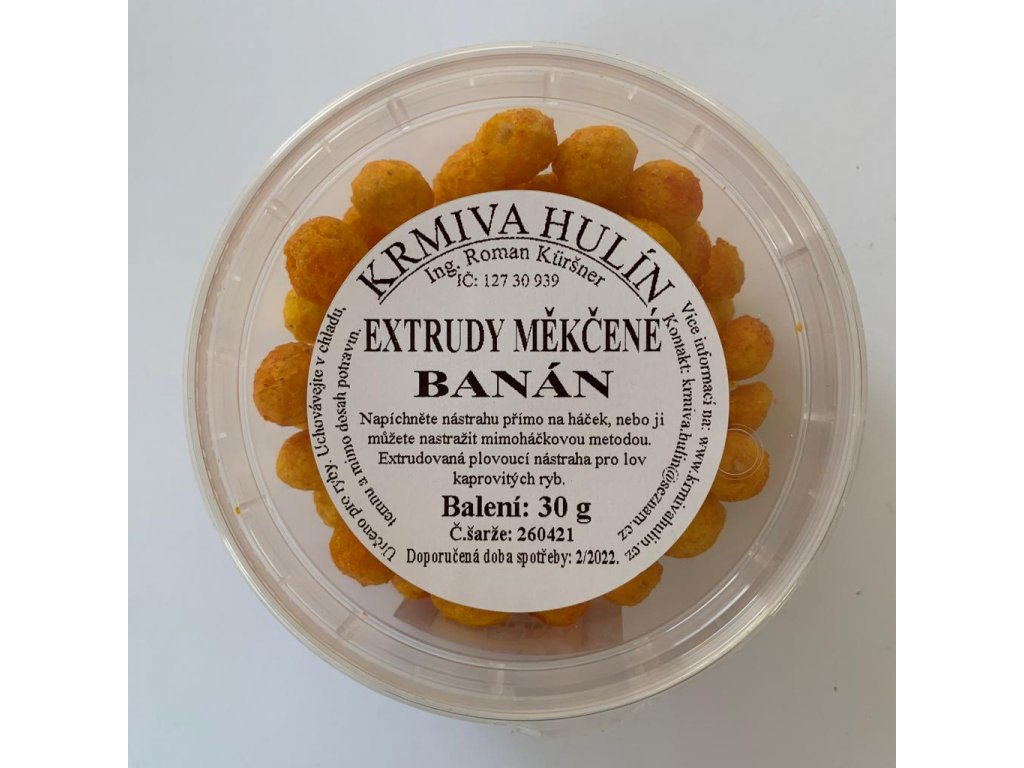 KRMIVA HULÍN
Ing. Roman Küršner
IČ: 127 30 939
EXTRUDY MĚKČENÉ
BANÁN
Napíchněte nástrahu přímo na háček, nebo ji
můžete nastražit mimoháčkovou metodou.
Extrudovaná plovoucí nástraha pro lov
kaprovitých ryb.
Balení: 30 g
Č.šarže: 260421
Doporučená doba spotřeby: 2/2022.
Určeno pro ryby. Uchovávejte v chladu,
temnu a mimo dosah potravin.
Více informací na: www.krmivahulin.cz
Kontakt: krmiva.hulin@seznam.cz